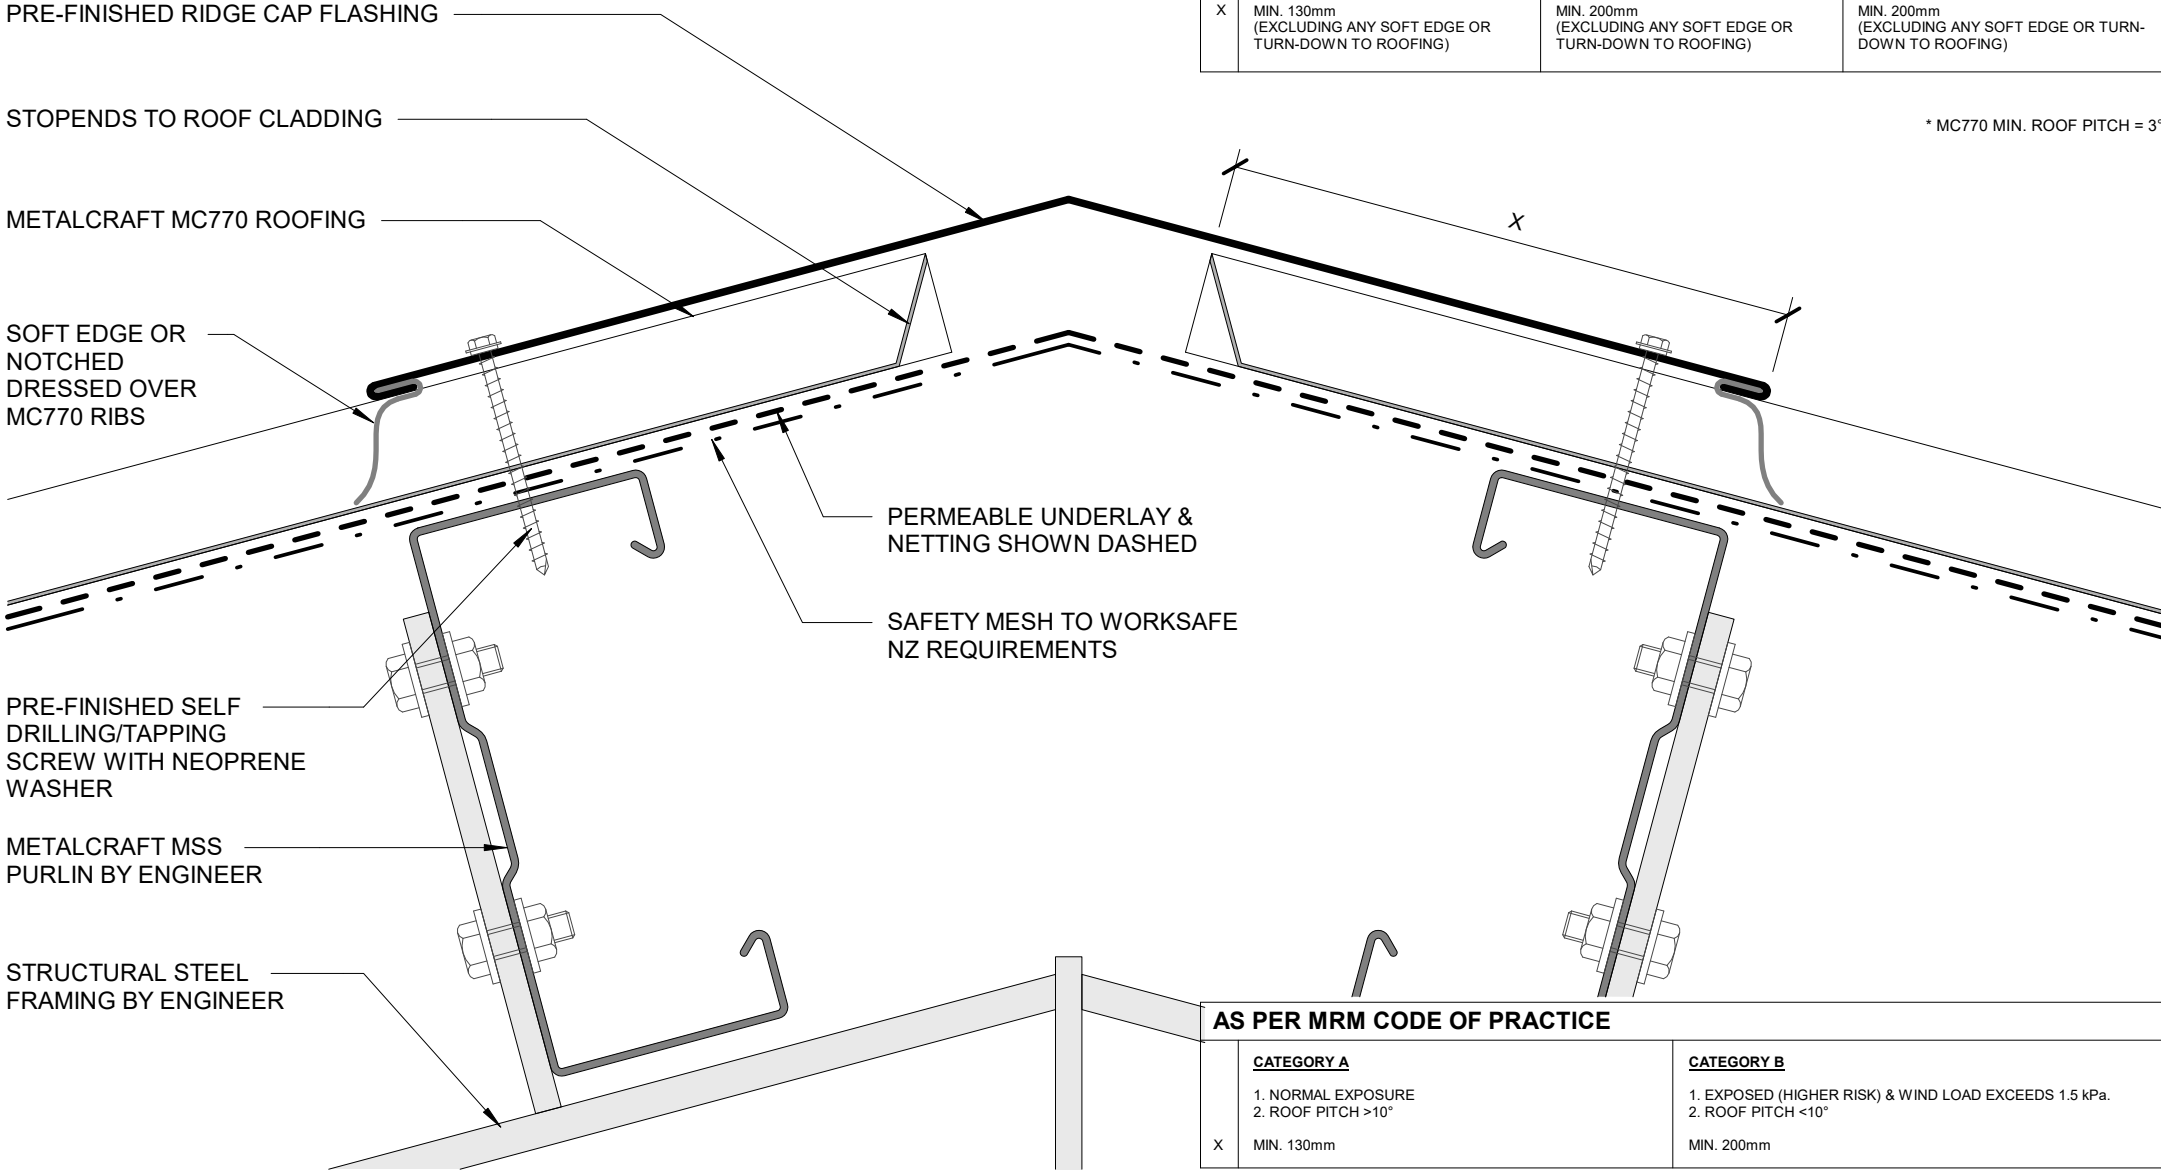 PRE-FINISHED RIDGE CAP FLASHING
STOPENDS TO ROOF CLADDING
METALCRAFT MC770 ROOFING
SOFT EDGE OR
NOTCHED
DRESSED OVER
MC770 RIBS
PRE-FINISHED SELF
DRILLING/TAPPING
SCREW WITH NEOPRENE
WASHER
METALCRAFT MSS
PURLIN BY ENGINEER
STRUCTURAL STEEL
FRAMING BY ENGINEER
PERMEABLE UNDERLAY &
NETTING SHOWN DASHED
SAFETY MESH TO WORKSAFE
NZ REQUIREMENTS
X
MIN. 130mm
(EXCLUDING ANY SOFT EDGE OR
TURN-DOWN TO ROOFING)
MIN. 200mm
(EXCLUDING ANY SOFT EDGE OR
TURN-DOWN TO ROOFING)
MIN. 200mm
(EXCLUDING ANY SOFT EDGE OR TURN-
DOWN TO ROOFING)
* MC770 MIN. ROOF PITCH = 3°
X
AS PER MRM CODE OF PRACTICE
CATEGORY A
1. NORMAL EXPOSURE
2. ROOF PITCH >10°
X
MIN. 130mm
CATEGORY B
1. EXPOSED (HIGHER RISK) & WIND LOAD EXCEEDS 1.5 kPa.
2. ROOF PITCH <10°
MIN. 200mm